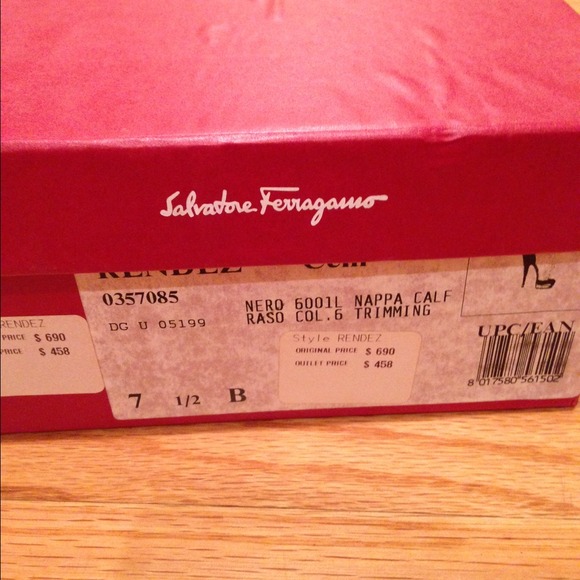 Salvatore Ferragamo
RENDEZ
0357085
NERO 6001L NAPPA CALF
RASO COL.6 TRIMMING
DG U 05199
RENDEZ
PRICE $ 690
PRICE $ 458
Style RENDEZ
ORIGINAL PRICE $ 690
OUTLET PRICE $ 458
7 1/2 B
UPC/EAN
8 017580 561502